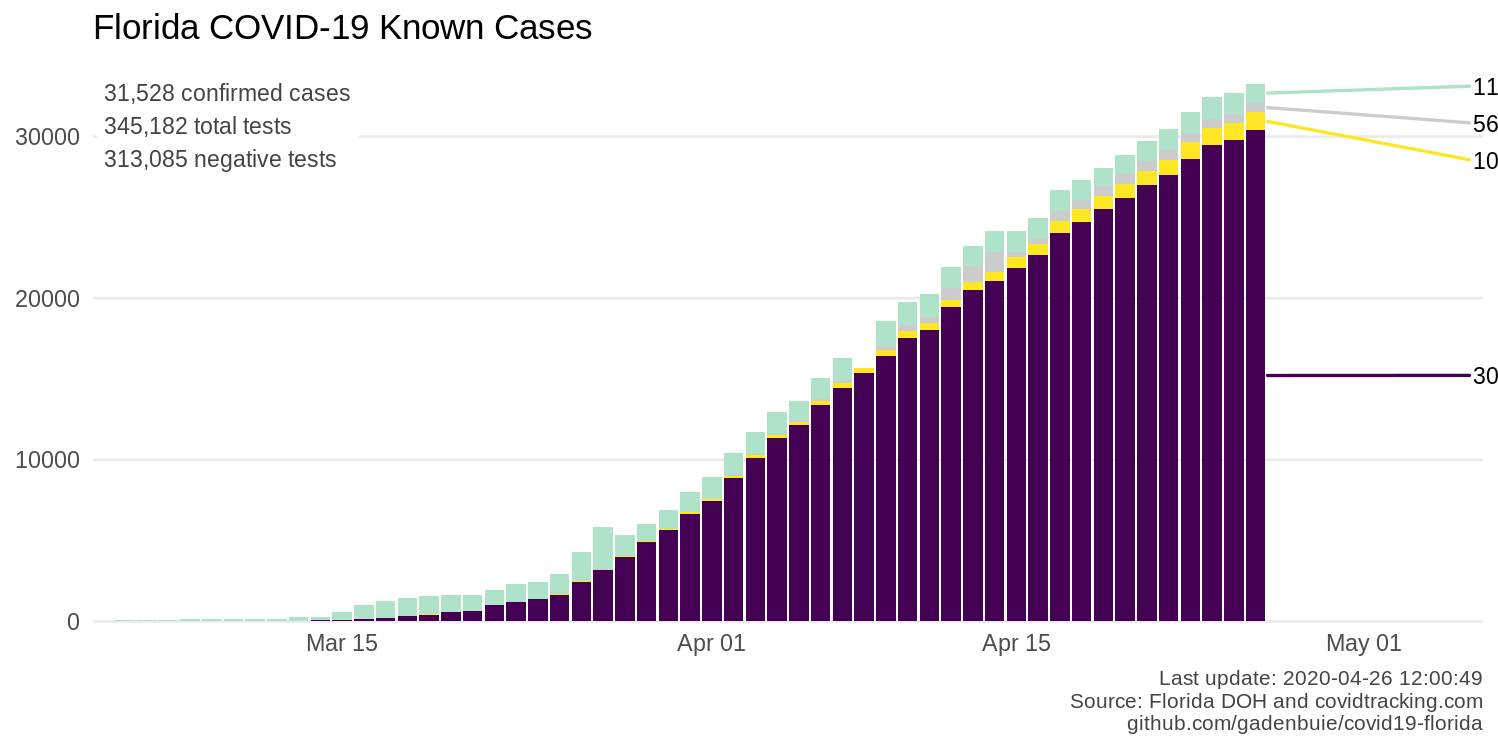 Florida COVID-19 Known Cases
31,528 confirmed cases
345,182 total tests
313,085 negative tests
30000
20000
10000
0
11
56
10
30
Mar 15
Apr 01
Apr 15
May 01
Last update: 2020-04-26 12:00:49
Source: Florida DOH and covidtracking.com
github.com/gadenbuie/covid19-florida